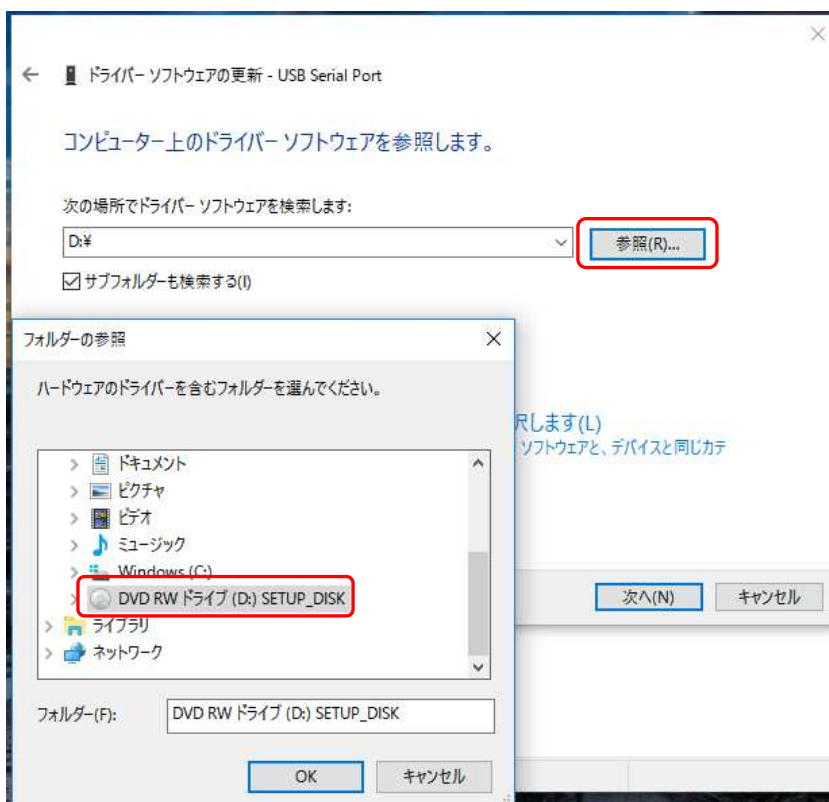 ドライバー ソフトウェアの更新 - USB Serial Port
コンピューター上のドライバー ソフトウェアを参照します。
次の場所でドライバー ソフトウェアを検索します:
D:¥
参照(R)...
サブフォルダーも検索する(I)
フォルダーの参照
ハードウェアのドライバーを含むフォルダーを選んでください。
択します(L)
ソフトウェアと、デバイスと同じカテ
ドキュメント
ピクチャ
ビデオ
ミュージック
Windows (C:)
DVD RW ドライブ (D:) SETUP_DISK
ライブラリ
ネットワーク
次へ(N)
キャンセル
フォルダー(F):
DVD RW ドライブ (D:) SETUP_DISK
OK
キャンセル